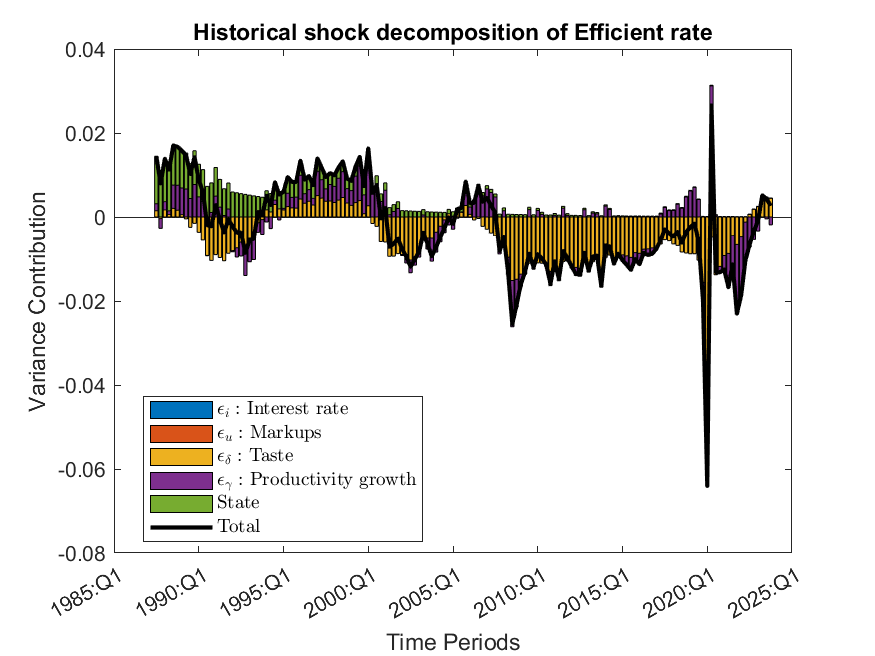 Historical shock decomposition of Efficient rate
0.04
0.02
0
-0.02
-0.04
-0.06
-0.08
Variance Contribution
ϵᵢ : Interest rate
ϵᵤ : Markups
ϵ_δ : Taste
ϵᵧ : Productivity growth
State
Total
1985:Q1
1990:Q1
1995:Q1
2000:Q1
2005:Q1
2010:Q1
2015:Q1
2020:Q1
2025:Q1
Time Periods